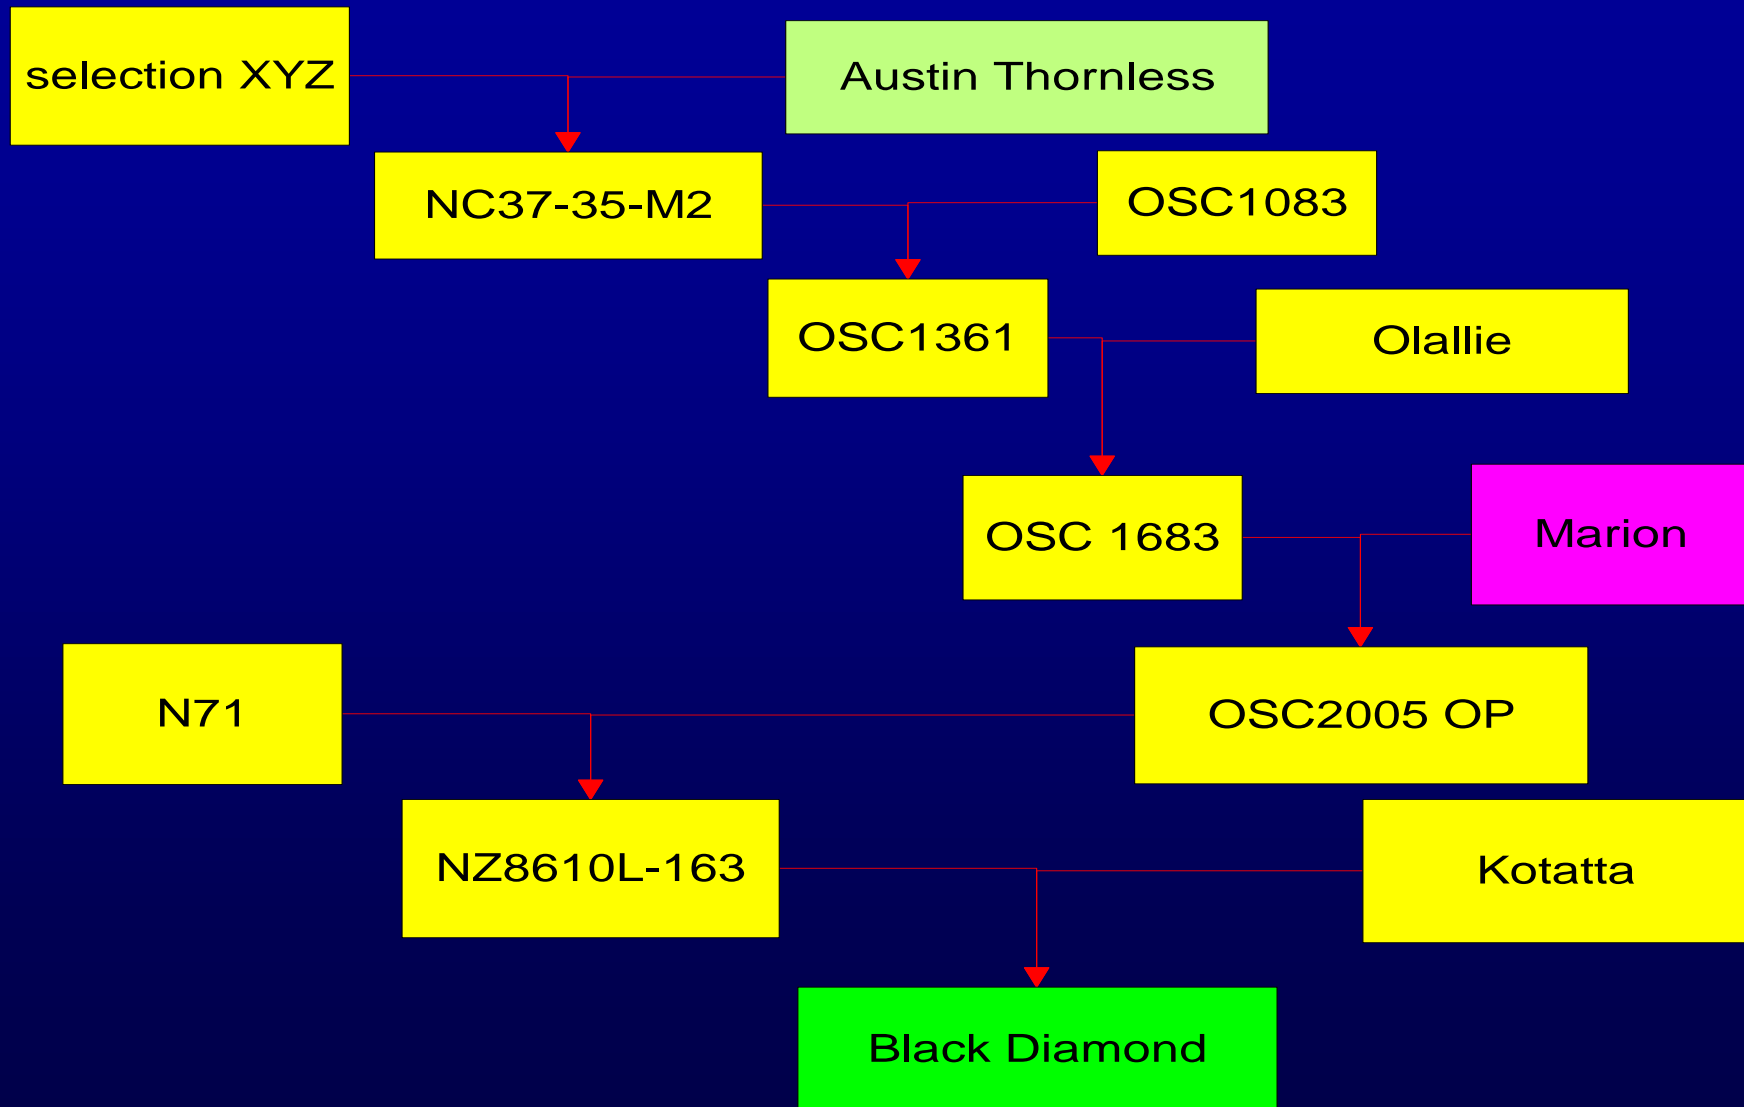 selection XYZ
Austin Thornless
NC37-35-M2
OSC1083
OSC1361
Olallie
OSC 1683
Marion
N71
OSC2005 OP
NZ8610L-163
Kotatta
Black Diamond